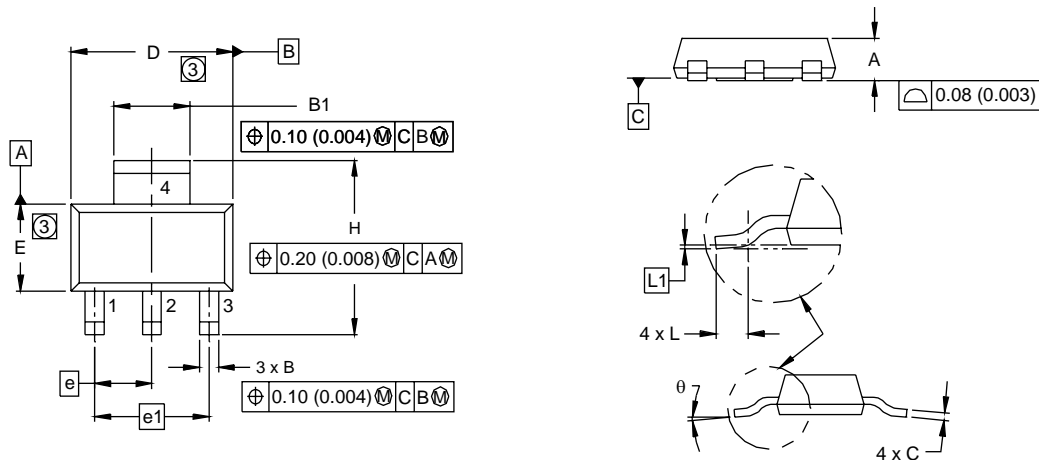 D
B
3
B1
⌖ 0.10 (0.004) Ⓜ C B Ⓜ
A
4
3
E
H
⌖ 0.20 (0.008) Ⓜ C A Ⓜ
1 2 3
3 x B
e
⌖ 0.10 (0.004) Ⓜ C B Ⓜ
e1
A
C
⌓ 0.08 (0.003)
L1
4 x L
θ
4 x C